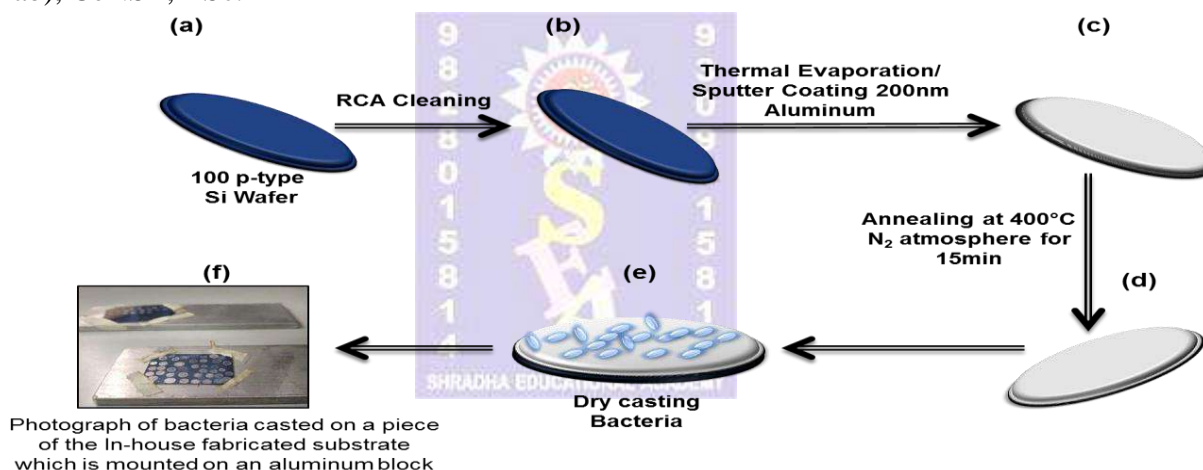 (a)
(b)
(c)
RCA Cleaning
Thermal Evaporation/
Sputter Coating 200nm
Aluminum
100 p-type
Si Wafer
Annealing at 400°C
N₂ atmosphere for
15min
(d)
(e)
(f)
SEA
SHRADHA EDUCATIONAL ACADEMY
Dry casting
Bacteria
Photograph of bacteria casted on a piece
of the In-house fabricated substrate
which is mounted on an aluminum block